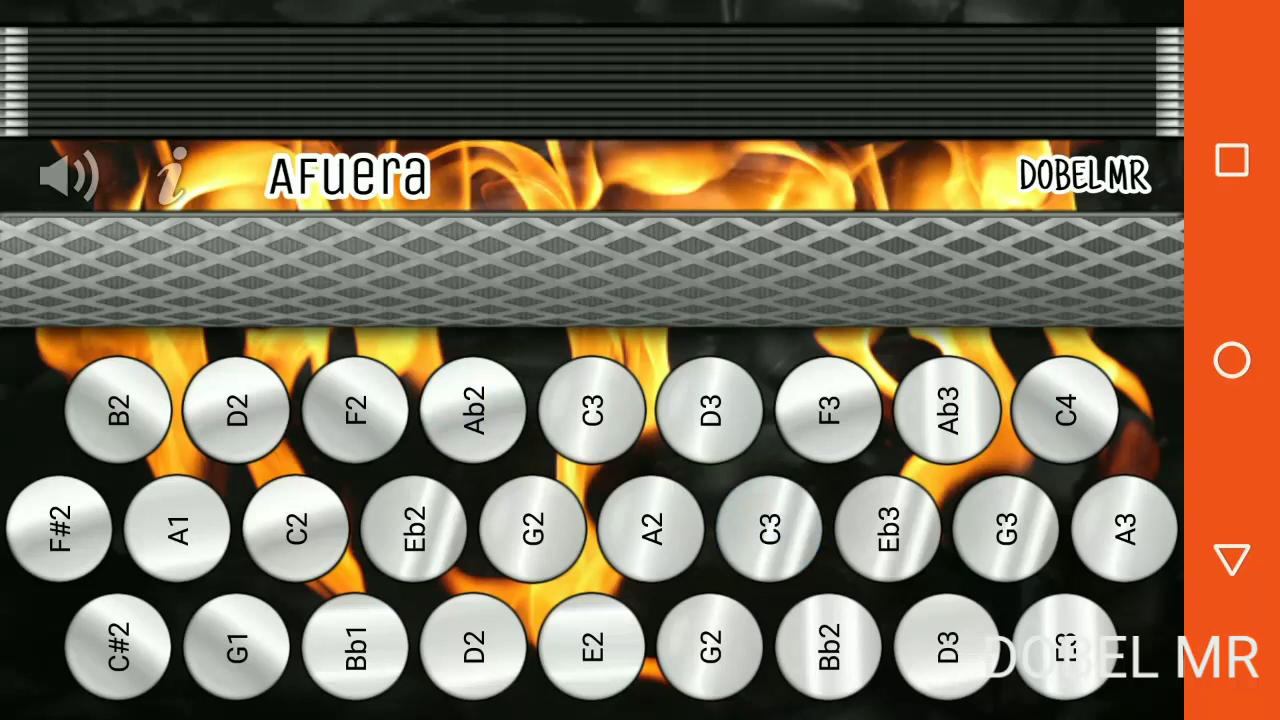 AFuera
DOBEL MR
B2 D2 F2 Ab2 C3 D3 F3 Ab3 C4
F#2 A1 C2 Eb2 G2 A2 C3 Eb3 G3 A3
C#2 G1 Bb1 D2 E2 G2 Bb2 D3
DOBEL MR